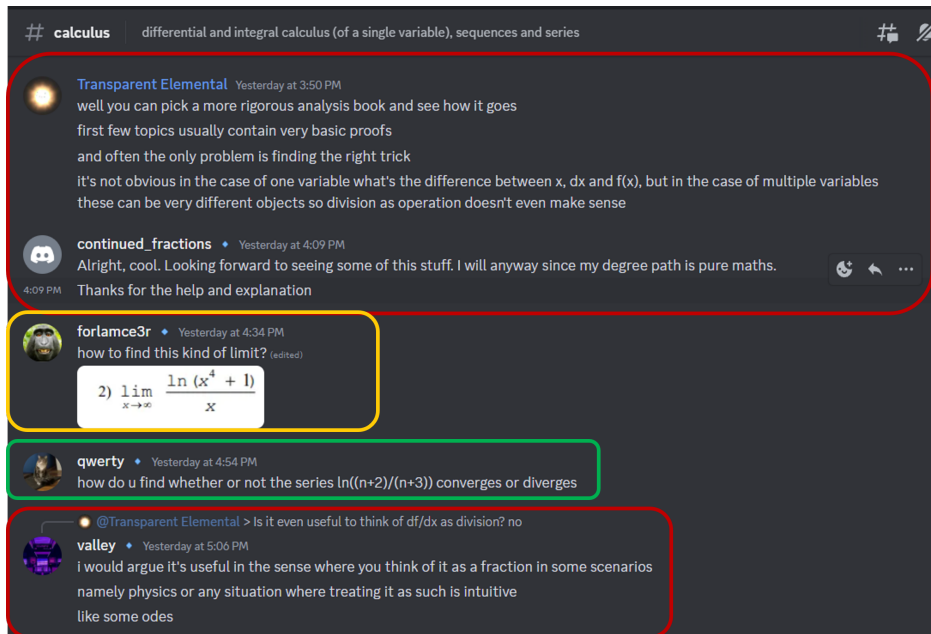 # calculus differential and integral calculus (of a single variable), sequences and series
Transparent Elemental Yesterday at 3:50 PM
well you can pick a more rigorous analysis book and see how it goes
first few topics usually contain very basic proofs
and often the only problem is finding the right trick
it's not obvious in the case of one variable what's the difference between x, dx and f(x), but in the case of multiple variables
these can be very different objects so division as operation doesn't even make sense
continued_fractions Yesterday at 4:09 PM
Alright, cool. Looking forward to seeing some of this stuff. I will anyway since my degree path is pure maths.
4:09 PM Thanks for the help and explanation
forlamce3r Yesterday at 4:34 PM
how to find this kind of limit? (edited)
2) lim x→∞ ln (x^4 + 1) / x
qwerty Yesterday at 4:54 PM
how do u find whether or not the series ln((n+2)/(n+3)) converges or diverges
@Transparent Elemental > Is it even useful to think of df/dx as division? no
valley Yesterday at 5:06 PM
i would argue it's useful in the sense where you think of it as a fraction in some scenarios
namely physics or any situation where treating it as such is intuitive
like some odes